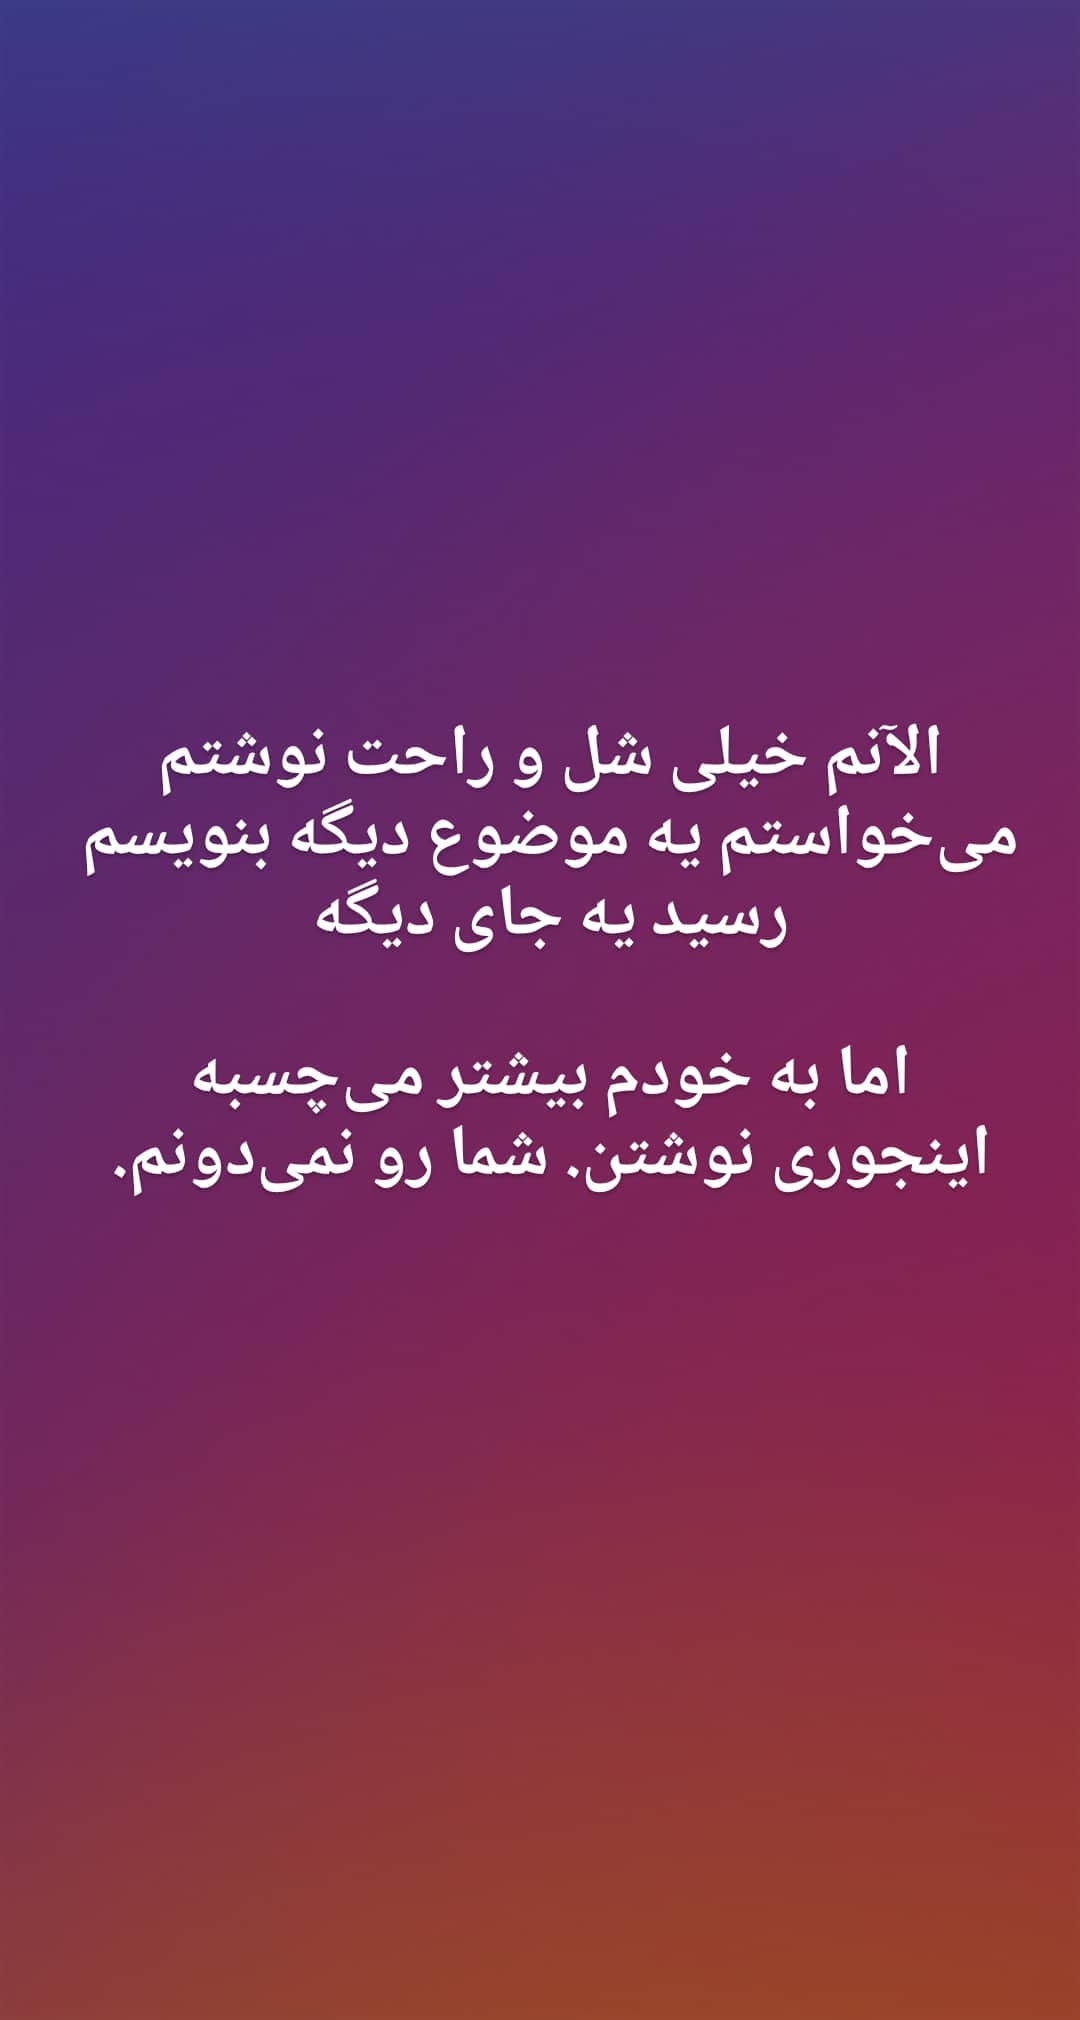 الآنم خیلی شل و راحت نوشتم
می‌خواستم یه موضوع دیگه بنویسم
رسید یه جای دیگه
اما به خودم بیشتر می‌چسبه
اینجوری نوشتن. شما رو نمی‌دونم.